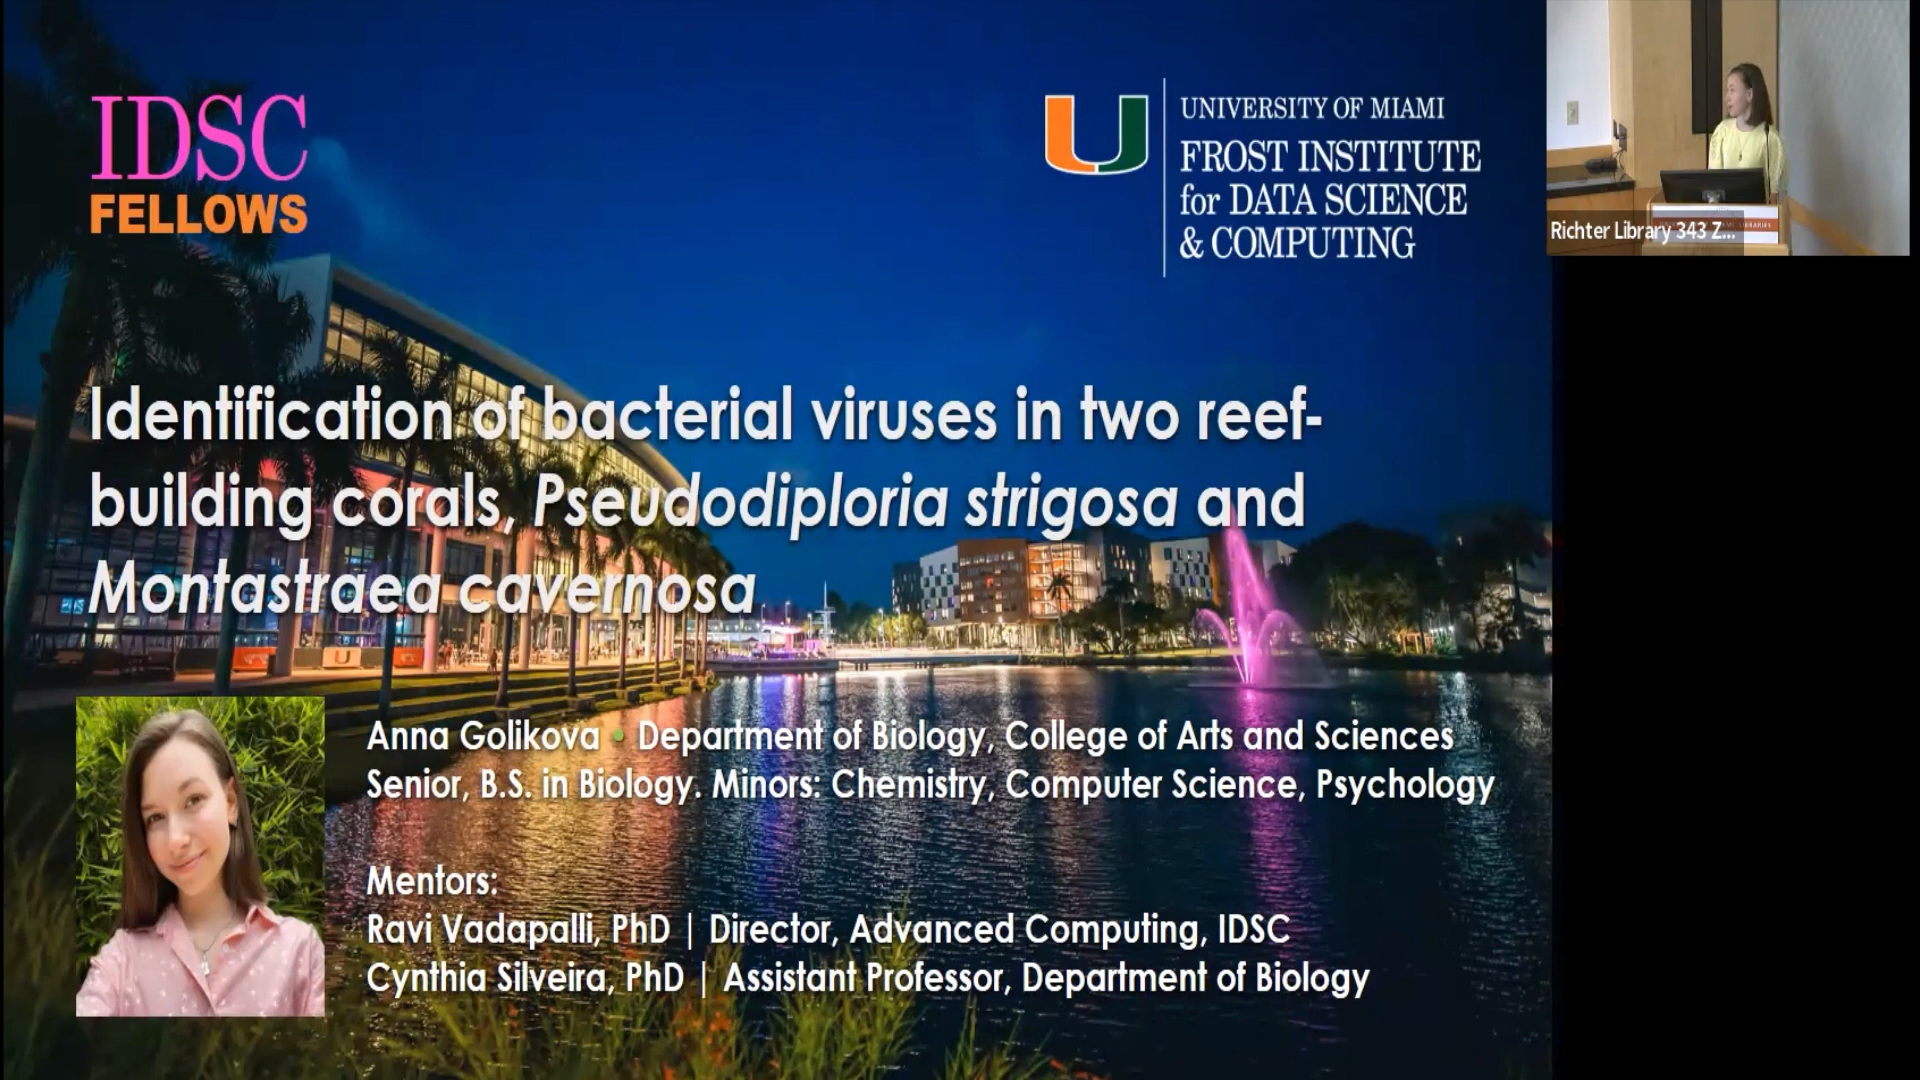 IDSC
FELLOWS
UNIVERSITY OF MIAMI
FROST INSTITUTE
for DATA SCIENCE
& COMPUTING
Identification of bacterial viruses in two reef-
building corals, Pseudodiploria strigosa and
Montastraea cavernosa
Anna Golikova • Department of Biology, College of Arts and Sciences
Senior, B.S. in Biology. Minors: Chemistry, Computer Science, Psychology
Mentors:
Ravi Vadapalli, PhD | Director, Advanced Computing, IDSC
Cynthia Silveira, PhD | Assistant Professor, Department of Biology
Richter Library 343 Z...